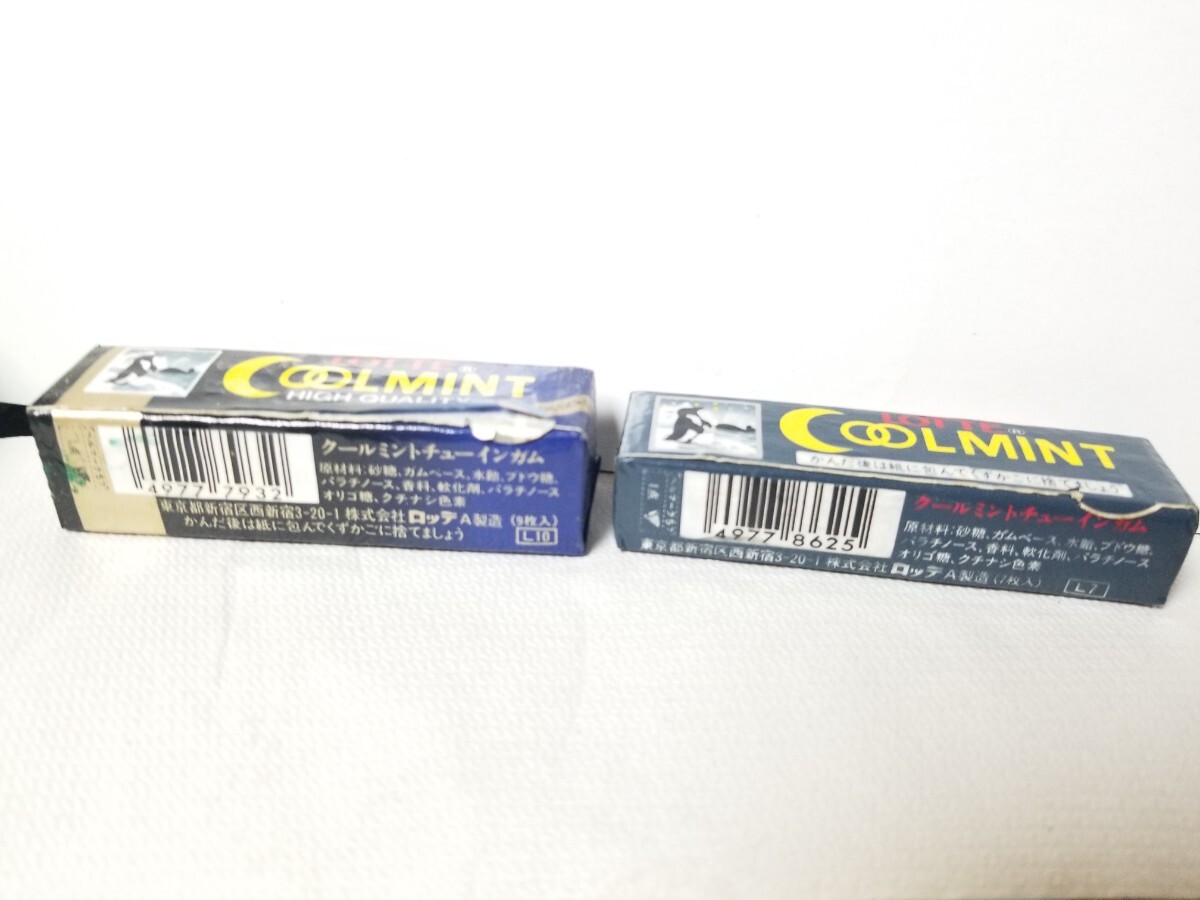 LOTTE
COOLMINT®
HIGH QUALITY
4977 7932
クールミントチューインガム
原材料:砂糖、ガムベース、水飴、ブドウ糖、
パラチノース、香料、軟化剤、パラチノース
オリゴ糖、クチナシ色素
東京都新宿区西新宿3-20-1 株式会社 ロッテ A製造 (9枚入)
かんだ後は紙に包んでくずかごに捨てましょう
L10
LOTTE
COOLMINT®
かんだ後は紙に包んでくずかごに捨てましょう
4977 8625
クールミントチューインガム
原材料:砂糖、ガムベース、水飴、ブドウ糖、
パラチノース、香料、軟化剤、パラチノース
オリゴ糖、クチナシ色素
東京都新宿区西新宿3-20-1 株式会社 ロッテ A製造 (7枚入)
L7